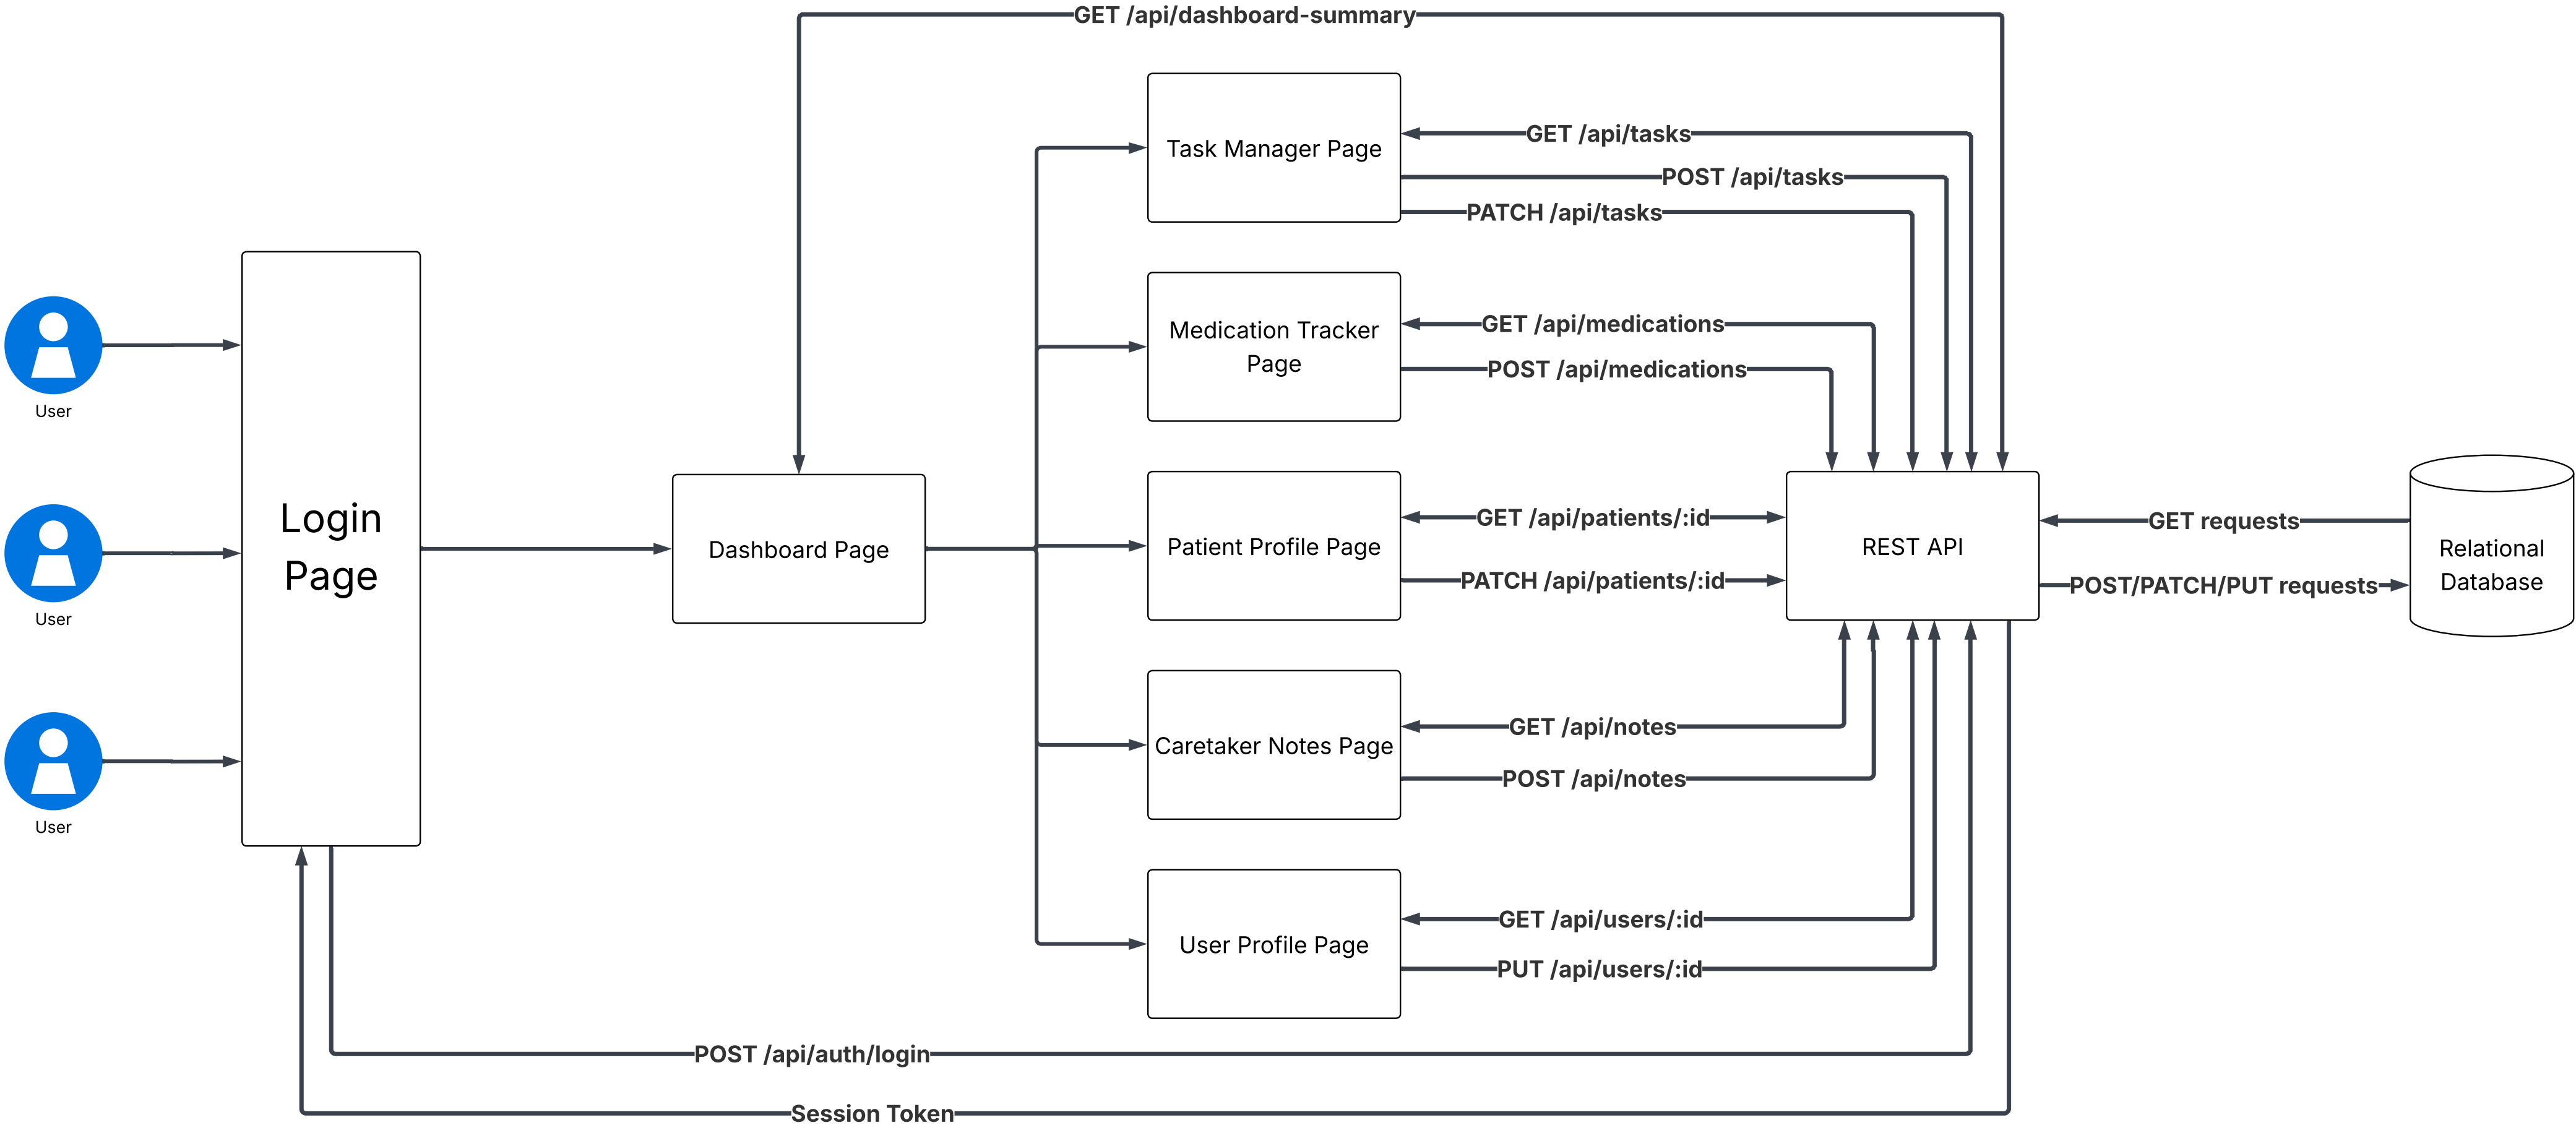 GET /api/dashboard-summary
Task Manager Page
GET /api/tasks
POST /api/tasks
PATCH /api/tasks
Medication Tracker
Page
GET /api/medications
POST /api/medications
User
User
User
Login
Page
Dashboard Page
Patient Profile Page
GET /api/patients/:id
PATCH /api/patients/:id
REST API
GET requests
POST/PATCH/PUT requests
Relational
Database
Caretaker Notes Page
GET /api/notes
POST /api/notes
User Profile Page
GET /api/users/:id
PUT /api/users/:id
POST /api/auth/login
Session Token